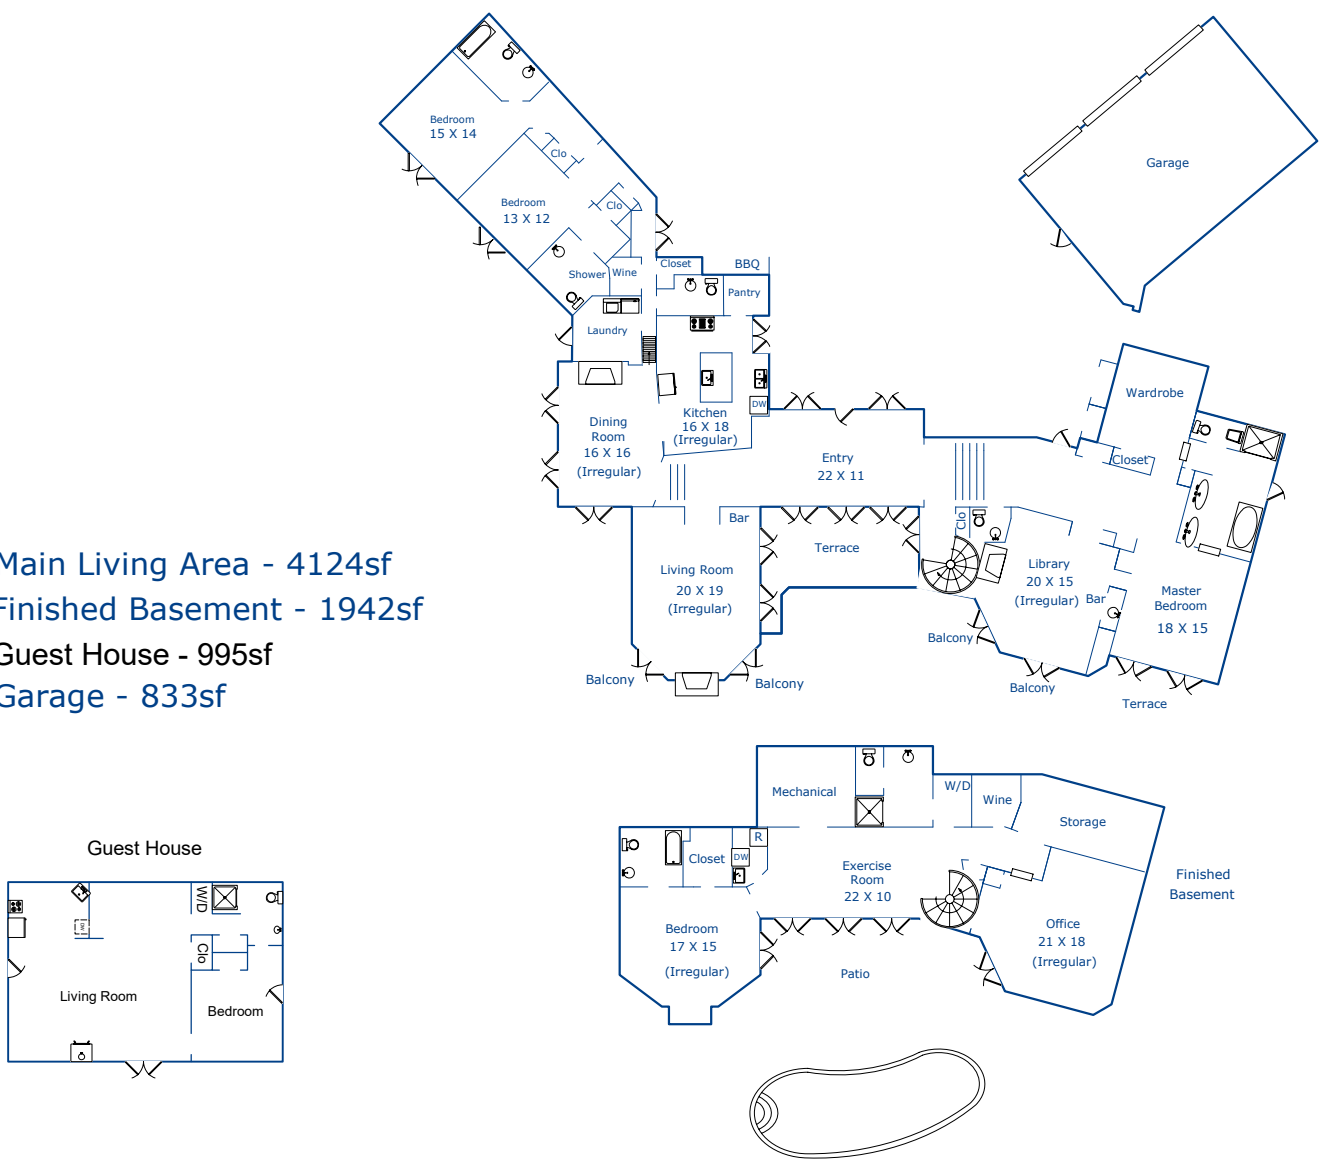 Bedroom
15 X 14
Clo
Bedroom
13 X 12
Clo
Shower
Wine
Closet
BBQ
Pantry
Laundry
Garage
Dining
Room
16 X 16
(Irregular)
Kitchen
16 X 18
(Irregular)
DW
Entry
22 X 11
Wardrobe
Closet
Bar
Terrace
Clo
Living Room
20 X 19
(Irregular)
Library
20 X 15
(Irregular)
Bar
Master
Bedroom
18 X 15
Balcony
Balcony
Balcony
Balcony
Terrace
Main Living Area - 4124sf
Finished Basement - 1942sf
Guest House - 995sf
Garage - 833sf
Mechanical
W/D
Wine
Storage
R
DW
Closet
Exercise
Room
22 X 10
Finished
Basement
Bedroom
17 X 15
(Irregular)
Office
21 X 18
(Irregular)
Patio
Guest House
W/D
Clo
Living Room
Bedroom